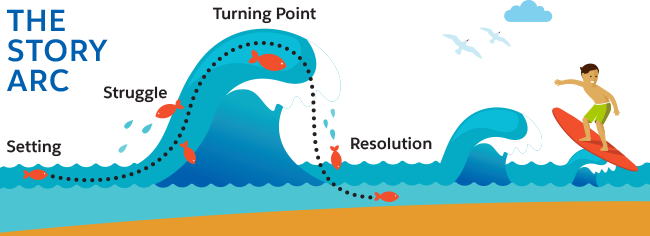 THE
STORY
ARC
Turning Point
Struggle
Setting
Resolution